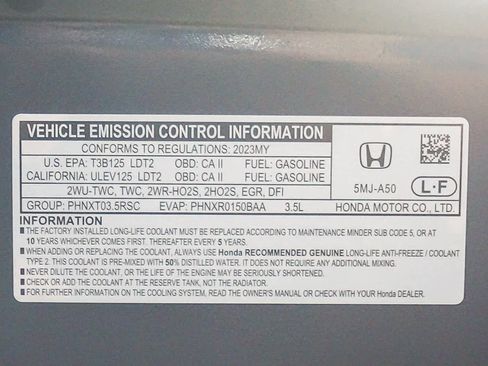 VEHICLE EMISSION CONTROL INFORMATION
CONFORMS TO REGULATIONS: 2023MY
U.S. EPA: T3B125 LDT2 OBD: CA II FUEL: GASOLINE
CALIFORNIA: ULEV125 LDT2 OBD: CA II FUEL: GASOLINE
2WU-TWC, TWC, 2WR-HO2S, 2HO2S, EGR, DFI
GROUP: PHNXT03.5RSC EVAP: PHNXR0150BAA 3.5L
5MJ-A50 L·F
HONDA MOTOR CO., LTD.
INFORMATION
■ THE FACTORY INSTALLED LONG-LIFE COOLANT MUST BE REPLACED ACCORDING TO MAINTENANCE MINDER SUB CODE 5, OR AT
10 YEARS WHICHEVER COMES FIRST. THEREAFTER EVERY 5 YEARS.
■ WHEN ADDING OR REPLACING THE COOLANT, ALWAYS USE Honda RECOMMENDED GENUINE LONG-LIFE ANTI-FREEZE / COOLANT
TYPE 2. THIS COOLANT IS PRE-MIXED WITH 50% DISTILLED WATER. IT DOES NOT REQUIRE ANY ADDITIONAL MIXING.
■ NEVER DILUTE THE COOLANT, OR THE LIFE OF THE ENGINE MAY BE SERIOUSLY SHORTENED.
■ CHECK OR ADD THE COOLANT AT THE RESERVE TANK, NOT THE RADIATOR.
■ FOR FURTHER INFORMATION ON THE COOLING SYSTEM, READ THE OWNER'S MANUAL OR CHECK WITH YOUR Honda DEALER.